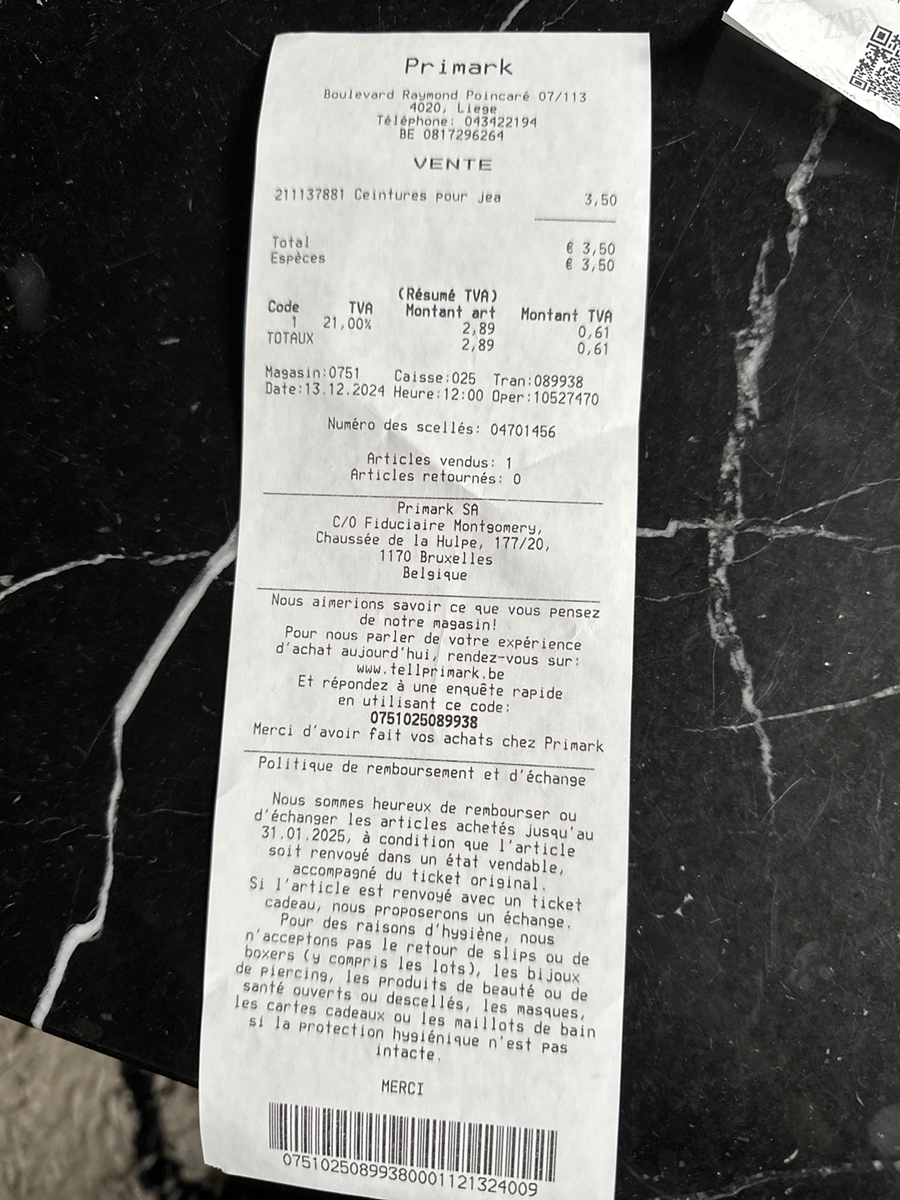 Primark
Boulevard Raymond Poincaré 07/113
4020, Liege
Téléphone: 043422194
BE 0817296264
VENTE
211137881 Ceintures pour jea 3,50
Total € 3,50
Espèces € 3,50
(Résumé TVA)
Code TVA Montant art Montant TVA
1 21,00% 2,89 0,61
TOTAUX 2,89 0,61
Magasin:0751 Caisse:025 Tran:089938
Date:13.12.2024 Heure:12:00 Oper:10527470
Numéro des scellés: 04701456
Articles vendus: 1
Articles retournés: 0
Primark SA
C/O Fiduciaire Montgomery,
Chaussée de la Hulpe, 177/20,
1170 Bruxelles
Belgique
Nous aimerions savoir ce que vous pensez
de notre magasin!
Pour nous parler de votre expérience
d'achat aujourd'hui, rendez-vous sur:
www.tellprimark.be
Et répondez à une enquête rapide
en utilisant ce code:
0751025089938
Merci d'avoir fait vos achats chez Primark
Politique de remboursement et d'échange
Nous sommes heureux de rembourser ou
d'échanger les articles achetés jusqu'au
31.01.2025, à condition que l'article
soit renvoyé dans un état vendable,
accompagné du ticket original.
Si l'article est renvoyé avec un ticket
cadeau, nous proposerons un échange.
Pour des raisons d'hygiène, nous
n'acceptons pas le retour de slips ou de
boxers (y compris les lots), les bijoux
de piercing, les produits de beauté ou de
santé ouverts ou descellés, les masques,
les cartes cadeaux ou les maillots de bain
si la protection hygiénique n'est pas
intacte.
MERCI
07510250899380001121324009
ZARA